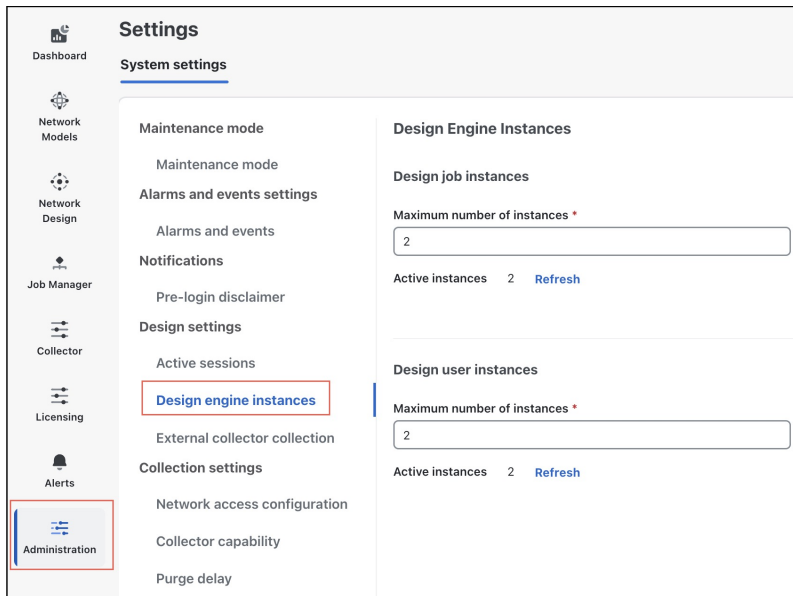 Dashboard
Network
Models
Network
Design
Job Manager
Collector
Licensing
Alerts
Administration
Settings
System settings
Maintenance mode
Maintenance mode
Alarms and events settings
Alarms and events
Notifications
Pre-login disclaimer
Design settings
Active sessions
Design engine instances
External collector collection
Collection settings
Network access configuration
Collector capability
Purge delay
Design Engine Instances
Design job instances
Maximum number of instances *
2
Active instances 2 Refresh
Design user instances
Maximum number of instances *
2
Active instances 2 Refresh